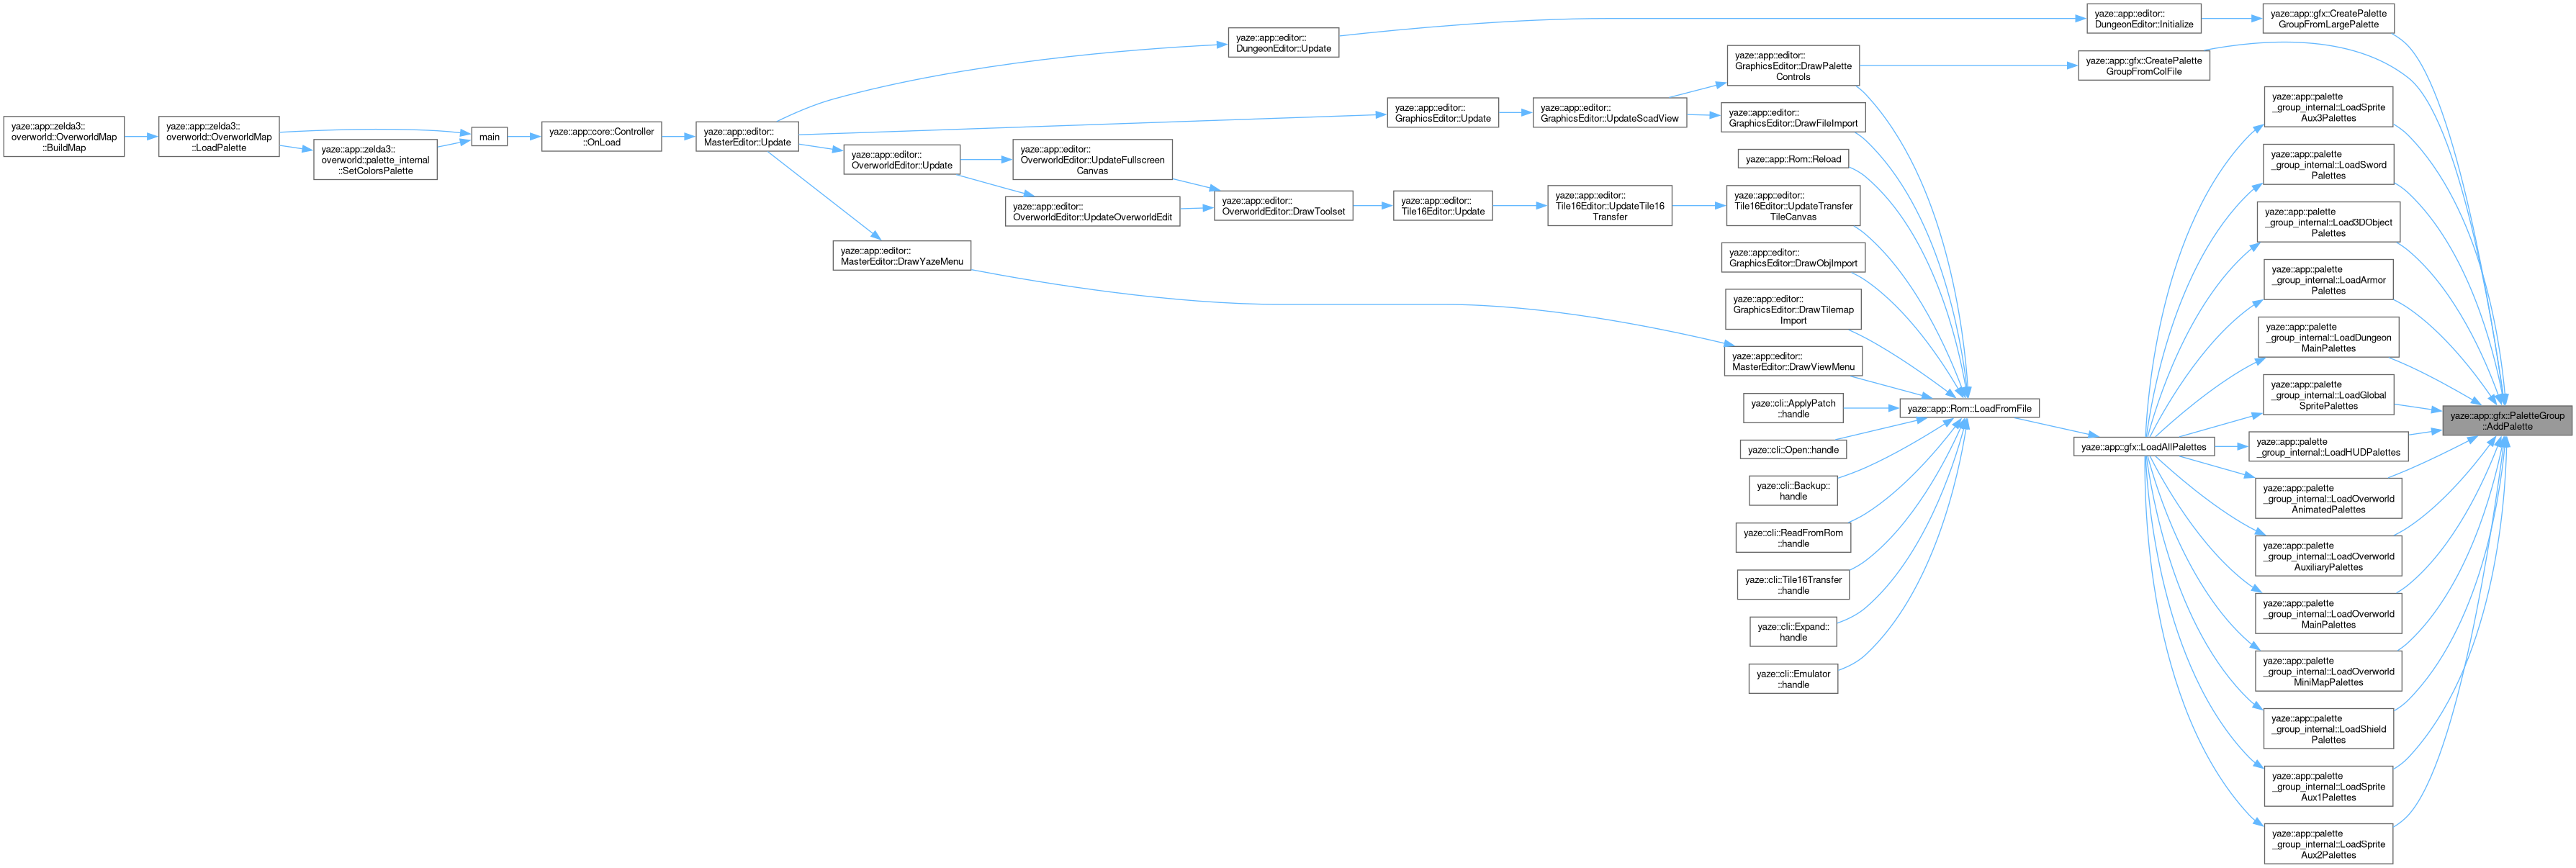 yaze::app::zelda3::
overworld::OverworldMap
::BuildMap
yaze::app::zelda3::
overworld::OverworldMap
::LoadPalette
yaze::app::zelda3::
overworld::palette_internal
::SetColorsPalette
main
yaze::app::core::Controller
::OnLoad
yaze::app::editor::
MasterEditor::Update
yaze::app::editor::
DungeonEditor::Update
yaze::app::editor::
GraphicsEditor::Update
yaze::app::editor::
OverworldEditor::Update
yaze::app::editor::
MasterEditor::DrawYazeMenu
yaze::app::editor::
OverworldEditor::UpdateFullscreen
Canvas
yaze::app::editor::
OverworldEditor::UpdateOverworldEdit
yaze::app::editor::
OverworldEditor::DrawToolset
yaze::app::editor::
Tile16Editor::Update
yaze::app::editor::
GraphicsEditor::UpdateScadView
yaze::app::editor::
Tile16Editor::UpdateTile16
Transfer
yaze::app::editor::
GraphicsEditor::DrawPalette
Controls
yaze::app::editor::
GraphicsEditor::DrawFileImport
yaze::app::Rom::Reload
yaze::app::editor::
Tile16Editor::UpdateTransfer
TileCanvas
yaze::app::editor::
GraphicsEditor::DrawObjImport
yaze::app::editor::
GraphicsEditor::DrawTilemap
Import
yaze::app::editor::
MasterEditor::DrawViewMenu
yaze::cli::ApplyPatch
::handle
yaze::cli::Open::handle
yaze::cli::Backup::
handle
yaze::cli::ReadFromRom
::handle
yaze::cli::Tile16Transfer
::handle
yaze::cli::Expand::
handle
yaze::cli::Emulator
::handle
yaze::app::Rom::LoadFromFile
yaze::app::editor::
DungeonEditor::Initialize
yaze::app::gfx::CreatePalette
GroupFromColFile
yaze::app::gfx::LoadAllPalettes
yaze::app::gfx::CreatePalette
GroupFromLargePalette
yaze::app::palette
_group_internal::LoadSprite
Aux3Palettes
yaze::app::palette
_group_internal::LoadSword
Palettes
yaze::app::palette
_group_internal::Load3DObject
Palettes
yaze::app::palette
_group_internal::LoadArmor
Palettes
yaze::app::palette
_group_internal::LoadDungeon
MainPalettes
yaze::app::palette
_group_internal::LoadGlobal
SpritePalettes
yaze::app::palette
_group_internal::LoadHUDPalettes
yaze::app::palette
_group_internal::LoadOverworld
AnimatedPalettes
yaze::app::palette
_group_internal::LoadOverworld
AuxiliaryPalettes
yaze::app::palette
_group_internal::LoadOverworld
MainPalettes
yaze::app::palette
_group_internal::LoadOverworld
MiniMapPalettes
yaze::app::palette
_group_internal::LoadShield
Palettes
yaze::app::palette
_group_internal::LoadSprite
Aux1Palettes
yaze::app::palette
_group_internal::LoadSprite
Aux2Palettes
yaze::app::gfx::PaletteGroup
::AddPalette